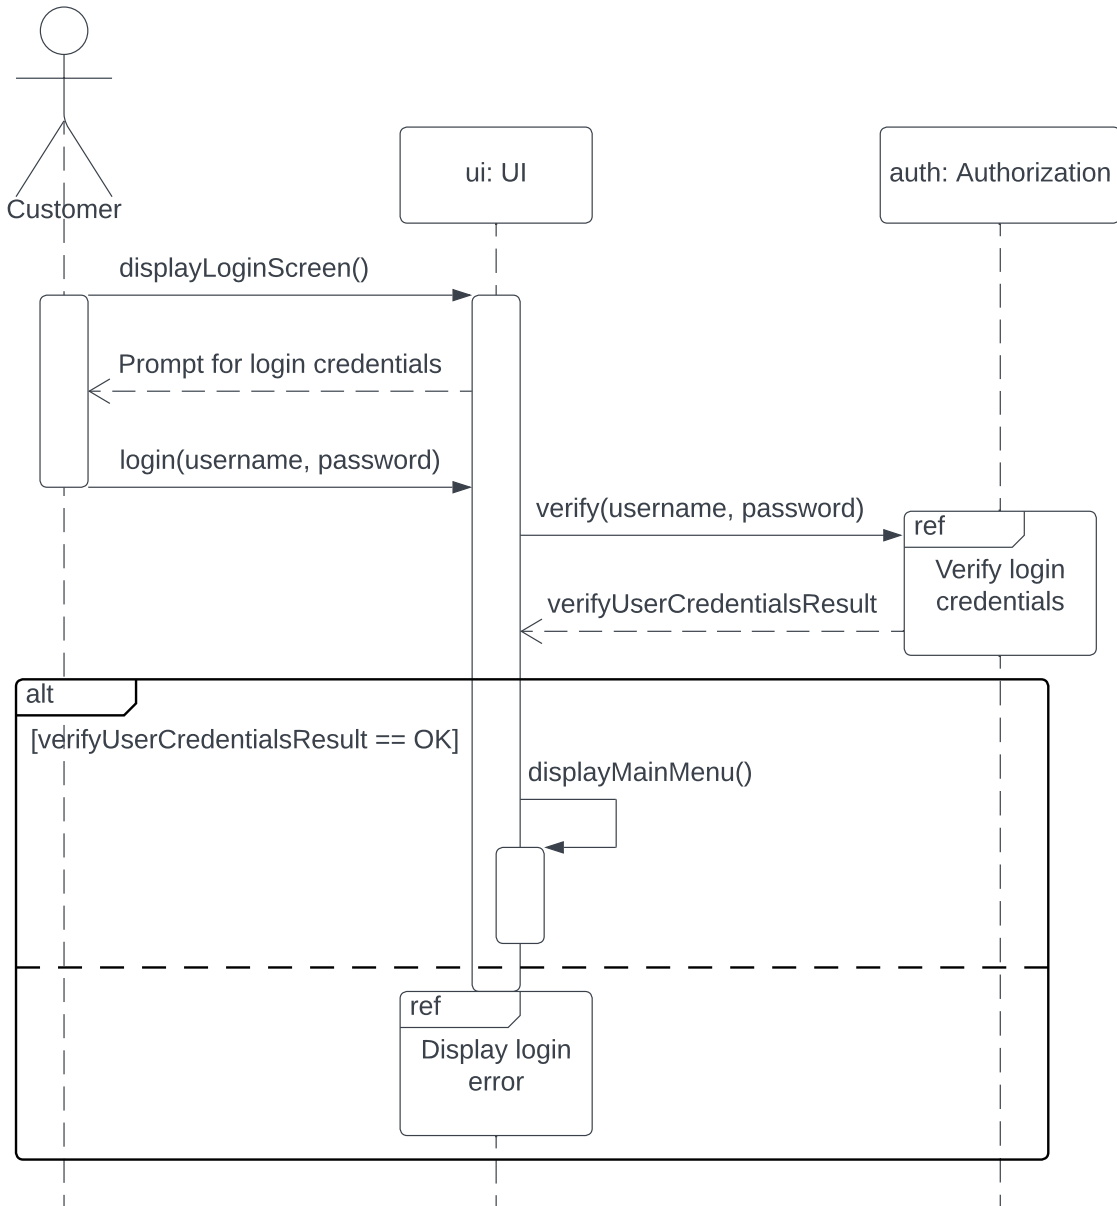 Customer
ui: UI
auth: Authorization
displayLoginScreen()
Prompt for login credentials
login(username, password)
verify(username, password)
ref
Verify login
credentials
verifyUserCredentialsResult
alt
[verifyUserCredentialsResult == OK]
displayMainMenu()
ref
Display login
error